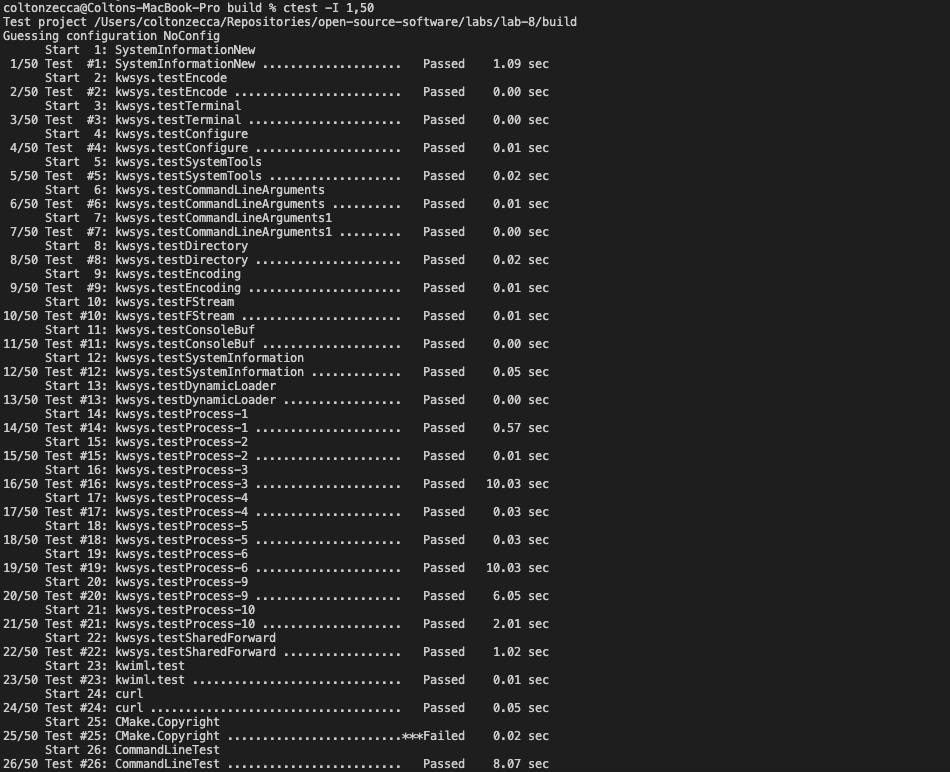 coltonzecca@Coltons-MacBook-Pro build % ctest -I 1,50
Test project /Users/coltonzecca/Repositories/open-source-software/labs/lab-8/build
Guessing configuration NoConfig
      Start  1: SystemInformationNew
 1/50 Test  #1: SystemInformationNew ....................   Passed    1.09 sec
      Start  2: kwsys.testEncode
 2/50 Test  #2: kwsys.testEncode ........................   Passed    0.00 sec
      Start  3: kwsys.testTerminal
 3/50 Test  #3: kwsys.testTerminal ......................   Passed    0.00 sec
      Start  4: kwsys.testConfigure
 4/50 Test  #4: kwsys.testConfigure .....................   Passed    0.01 sec
      Start  5: kwsys.testSystemTools
 5/50 Test  #5: kwsys.testSystemTools ...................   Passed    0.02 sec
      Start  6: kwsys.testCommandLineArguments
 6/50 Test  #6: kwsys.testCommandLineArguments ..........   Passed    0.01 sec
      Start  7: kwsys.testCommandLineArguments1
 7/50 Test  #7: kwsys.testCommandLineArguments1 .........   Passed    0.00 sec
      Start  8: kwsys.testDirectory
 8/50 Test  #8: kwsys.testDirectory .....................   Passed    0.02 sec
      Start  9: kwsys.testEncoding
 9/50 Test  #9: kwsys.testEncoding ......................   Passed    0.01 sec
      Start 10: kwsys.testFStream
10/50 Test #10: kwsys.testFStream .......................   Passed    0.01 sec
      Start 11: kwsys.testConsoleBuf
11/50 Test #11: kwsys.testConsoleBuf ....................   Passed    0.00 sec
      Start 12: kwsys.testSystemInformation
12/50 Test #12: kwsys.testSystemInformation .............   Passed    0.05 sec
      Start 13: kwsys.testDynamicLoader
13/50 Test #13: kwsys.testDynamicLoader .................   Passed    0.00 sec
      Start 14: kwsys.testProcess-1
14/50 Test #14: kwsys.testProcess-1 .....................   Passed    0.57 sec
      Start 15: kwsys.testProcess-2
15/50 Test #15: kwsys.testProcess-2 .....................   Passed    0.01 sec
      Start 16: kwsys.testProcess-3
16/50 Test #16: kwsys.testProcess-3 .....................   Passed   10.03 sec
      Start 17: kwsys.testProcess-4
17/50 Test #17: kwsys.testProcess-4 .....................   Passed    0.03 sec
      Start 18: kwsys.testProcess-5
18/50 Test #18: kwsys.testProcess-5 .....................   Passed    0.03 sec
      Start 19: kwsys.testProcess-6
19/50 Test #19: kwsys.testProcess-6 .....................   Passed   10.03 sec
      Start 20: kwsys.testProcess-9
20/50 Test #20: kwsys.testProcess-9 .....................   Passed    6.05 sec
      Start 21: kwsys.testProcess-10
21/50 Test #21: kwsys.testProcess-10 ....................   Passed    2.01 sec
      Start 22: kwsys.testSharedForward
22/50 Test #22: kwsys.testSharedForward .................   Passed    1.02 sec
      Start 23: kwiml.test
23/50 Test #23: kwiml.test ..............................   Passed    0.01 sec
      Start 24: curl
24/50 Test #24: curl ....................................   Passed    0.05 sec
      Start 25: CMake.Copyright
25/50 Test #25: CMake.Copyright .........................***Failed    0.02 sec
      Start 26: CommandLineTest
26/50 Test #26: CommandLineTest .........................   Passed    8.07 sec